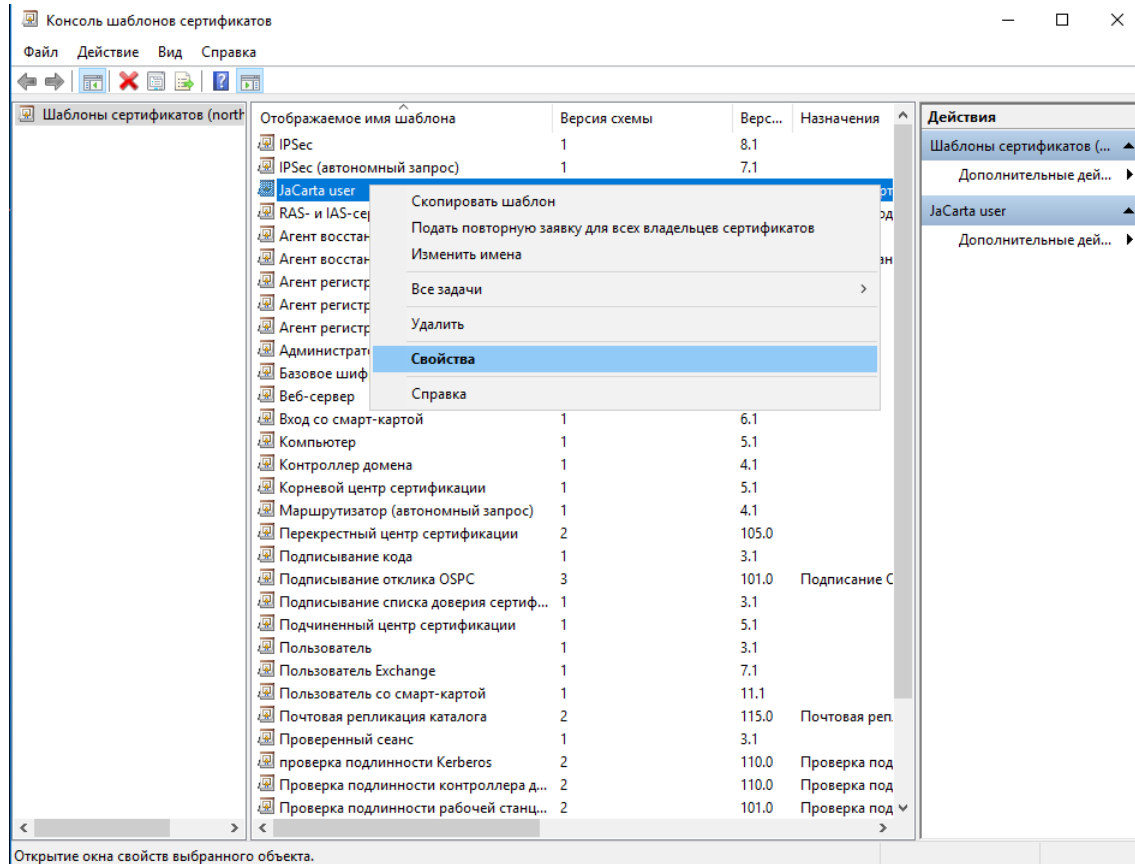 Консоль шаблонов сертификатов
Файл Действие Вид Справка
Шаблоны сертификатов (north
Отображаемое имя шаблона Версия схемы Верс... Назначения
IPSec 1 8.1
IPSec (автономный запрос) 1 7.1
JaCarta user
RAS- и IAS-сер
Агент восстан
Агент восстан
Агент регистр
Агент регистр
Агент регистр
Администрат
Базовое шиф
Веб-сервер
Скопировать шаблон
Подать повторную заявку для всех владельцев сертификатов
Изменить имена
Все задачи
Удалить
Свойства
Справка
Вход со смарт-картой 1 6.1
Компьютер 1 5.1
Контроллер домена 1 4.1
Корневой центр сертификации 1 5.1
Маршрутизатор (автономный запрос) 1 4.1
Перекрестный центр сертификации 2 105.0
Подписывание кода 1 3.1
Подписывание отклика OSPC 3 101.0 Подписание О
Подписывание списка доверия сертиф... 1 3.1
Подчиненный центр сертификации 1 5.1
Пользователь 1 3.1
Пользователь Exchange 1 7.1
Пользователь со смарт-картой 1 11.1
Почтовая репликация каталога 2 115.0 Почтовая реп.
Проверенный сеанс 1 3.1
проверка подлинности Kerberos 2 110.0 Проверка под
Проверка подлинности контроллера д... 2 110.0 Проверка под
Проверка подлинности рабочей станц... 2 101.0 Проверка под
Действия
Шаблоны сертификатов (...
Дополнительные дей...
JaCarta user
Дополнительные дей...
Открытие окна свойств выбранного объекта.